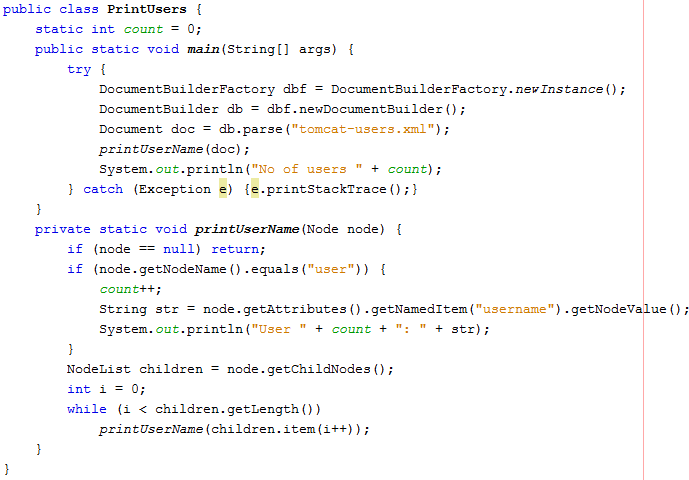 public class PrintUsers {
    static int count = 0;
    public static void main(String[] args) {
        try {
            DocumentBuilderFactory dbf = DocumentBuilderFactory.newInstance();
            DocumentBuilder db = dbf.newDocumentBuilder();
            Document doc = db.parse("tomcat-users.xml");
            printUserName(doc);
            System.out.println("No of users " + count);
        } catch (Exception e) {e.printStackTrace();}
    }
    private static void printUserName(Node node) {
        if (node == null) return;
        if (node.getNodeName().equals("user")) {
            count++;
            String str = node.getAttributes().getNamedItem("username").getNodeValue();
            System.out.println("User " + count + ": " + str);
        }
        NodeList children = node.getChildNodes();
        int i = 0;
        while (i < children.getLength())
            printUserName(children.item(i++));
    }
}